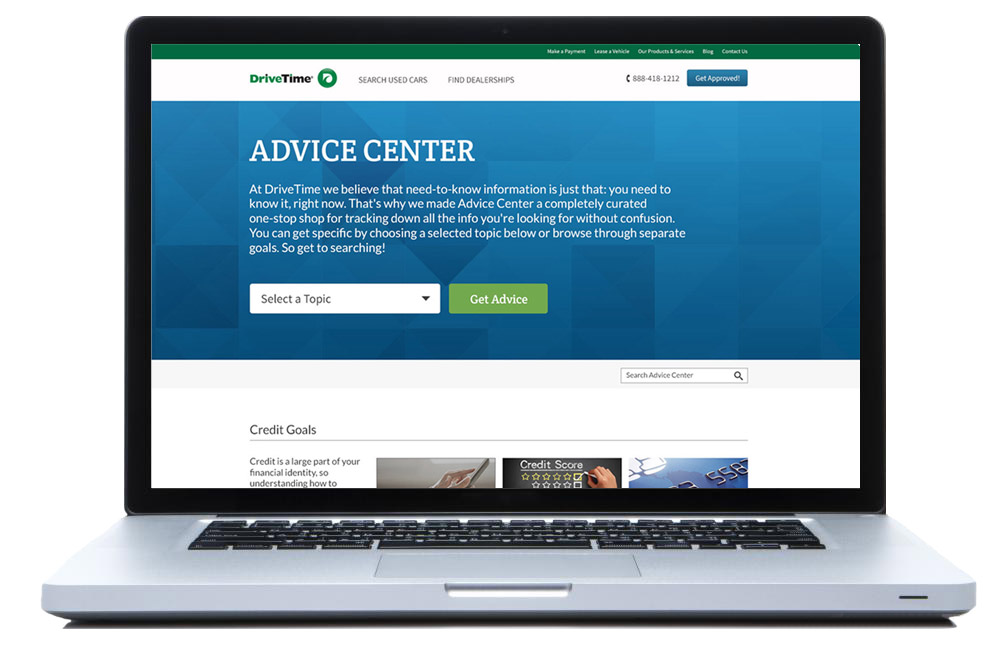 Make a Payment Lease a Vehicle Our Products & Services Blog Contact Us
DriveTime SEARCH USED CARS FIND DEALERSHIPS 888-418-1212 Get Approved!
ADVICE CENTER
At DriveTime we believe that need-to-know information is just that: you need to
know it, right now. That's why we made Advice Center a completely curated
one-stop shop for tracking down all the info you're looking for without confusion.
You can get specific by choosing a selected topic below or browse through separate
goals. So get to searching!
Select a Topic Get Advice
Search Advice Center
Credit Goals
Credit is a large part of your
financial identity, so
understanding how to
Credit Score